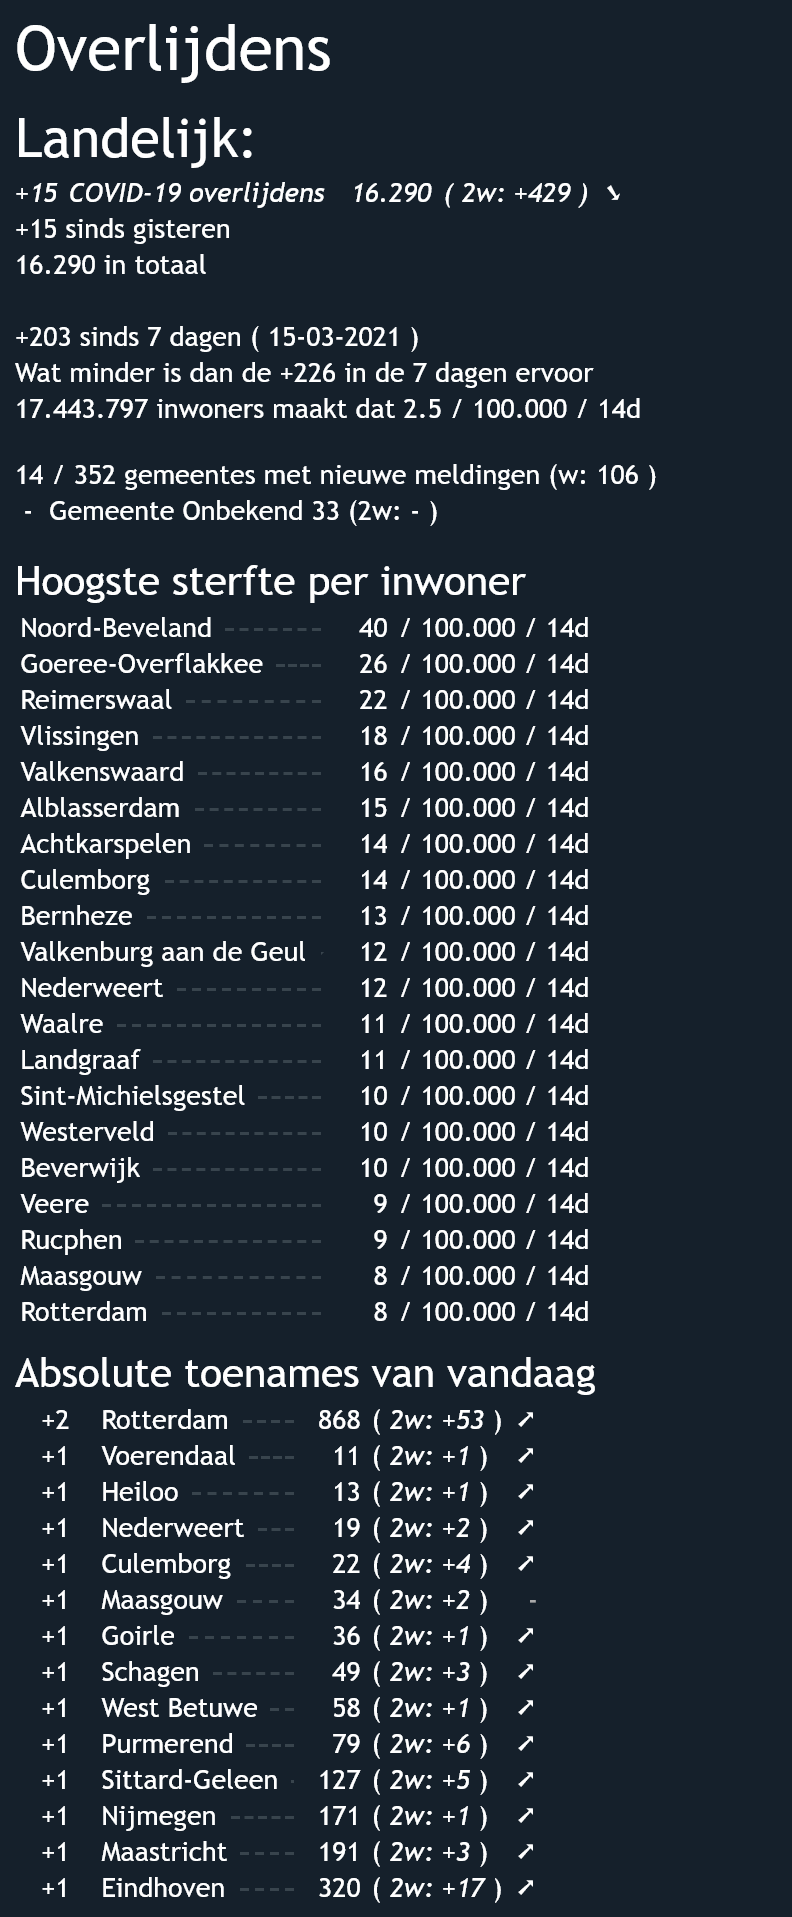 Overlijdens
Landelijk:
+15 COVID-19 overlijdens 16.290 ( 2w: +429 ) ➘
+15 sinds gisteren
16.290 in totaal
+203 sinds 7 dagen ( 15-03-2021 )
Wat minder is dan de +226 in de 7 dagen ervoor
17.443.797 inwoners maakt dat 2.5 / 100.000 / 14d
14 / 352 gemeentes met nieuwe meldingen (w: 106 )
- Gemeente Onbekend 33 (2w: - )
Hoogste sterfte per inwoner
Noord-Beveland ------- 40 / 100.000 / 14d
Goeree-Overflakkee ---- 26 / 100.000 / 14d
Reimerswaal --------- 22 / 100.000 / 14d
Vlissingen ----------- 18 / 100.000 / 14d
Valkenswaard -------- 16 / 100.000 / 14d
Alblasserdam -------- 15 / 100.000 / 14d
Achtkarspelen -------- 14 / 100.000 / 14d
Culemborg ---------- 14 / 100.000 / 14d
Bernheze ----------- 13 / 100.000 / 14d
Valkenburg aan de Geul - 12 / 100.000 / 14d
Nederweert --------- 12 / 100.000 / 14d
Waalre ------------- 11 / 100.000 / 14d
Landgraaf ----------- 11 / 100.000 / 14d
Sint-Michielsgestel ----- 10 / 100.000 / 14d
Westerveld ---------- 10 / 100.000 / 14d
Beverwijk ----------- 10 / 100.000 / 14d
Veere -------------- 9 / 100.000 / 14d
Rucphen ------------ 9 / 100.000 / 14d
Maasgouw ----------- 8 / 100.000 / 14d
Rotterdam ---------- 8 / 100.000 / 14d
Absolute toenames van vandaag
+2 Rotterdam ---- 868 ( 2w: +53 ) ➚
+1 Voerendaal ---- 11 ( 2w: +1 ) ➚
+1 Heiloo ------- 13 ( 2w: +1 ) ➚
+1 Nederweert --- 19 ( 2w: +2 ) ➚
+1 Culemborg ---- 22 ( 2w: +4 ) ➚
+1 Maasgouw ---- 34 ( 2w: +2 ) -
+1 Goirle ------- 36 ( 2w: +1 ) ➚
+1 Schagen ------ 49 ( 2w: +3 ) ➚
+1 West Betuwe -- 58 ( 2w: +1 ) ➚
+1 Purmerend ---- 79 ( 2w: +6 ) ➚
+1 Sittard-Geleen - 127 ( 2w: +5 ) ➚
+1 Nijmegen ----- 171 ( 2w: +1 ) ➚
+1 Maastricht ---- 191 ( 2w: +3 ) ➚
+1 Eindhoven ---- 320 ( 2w: +17 ) ➚